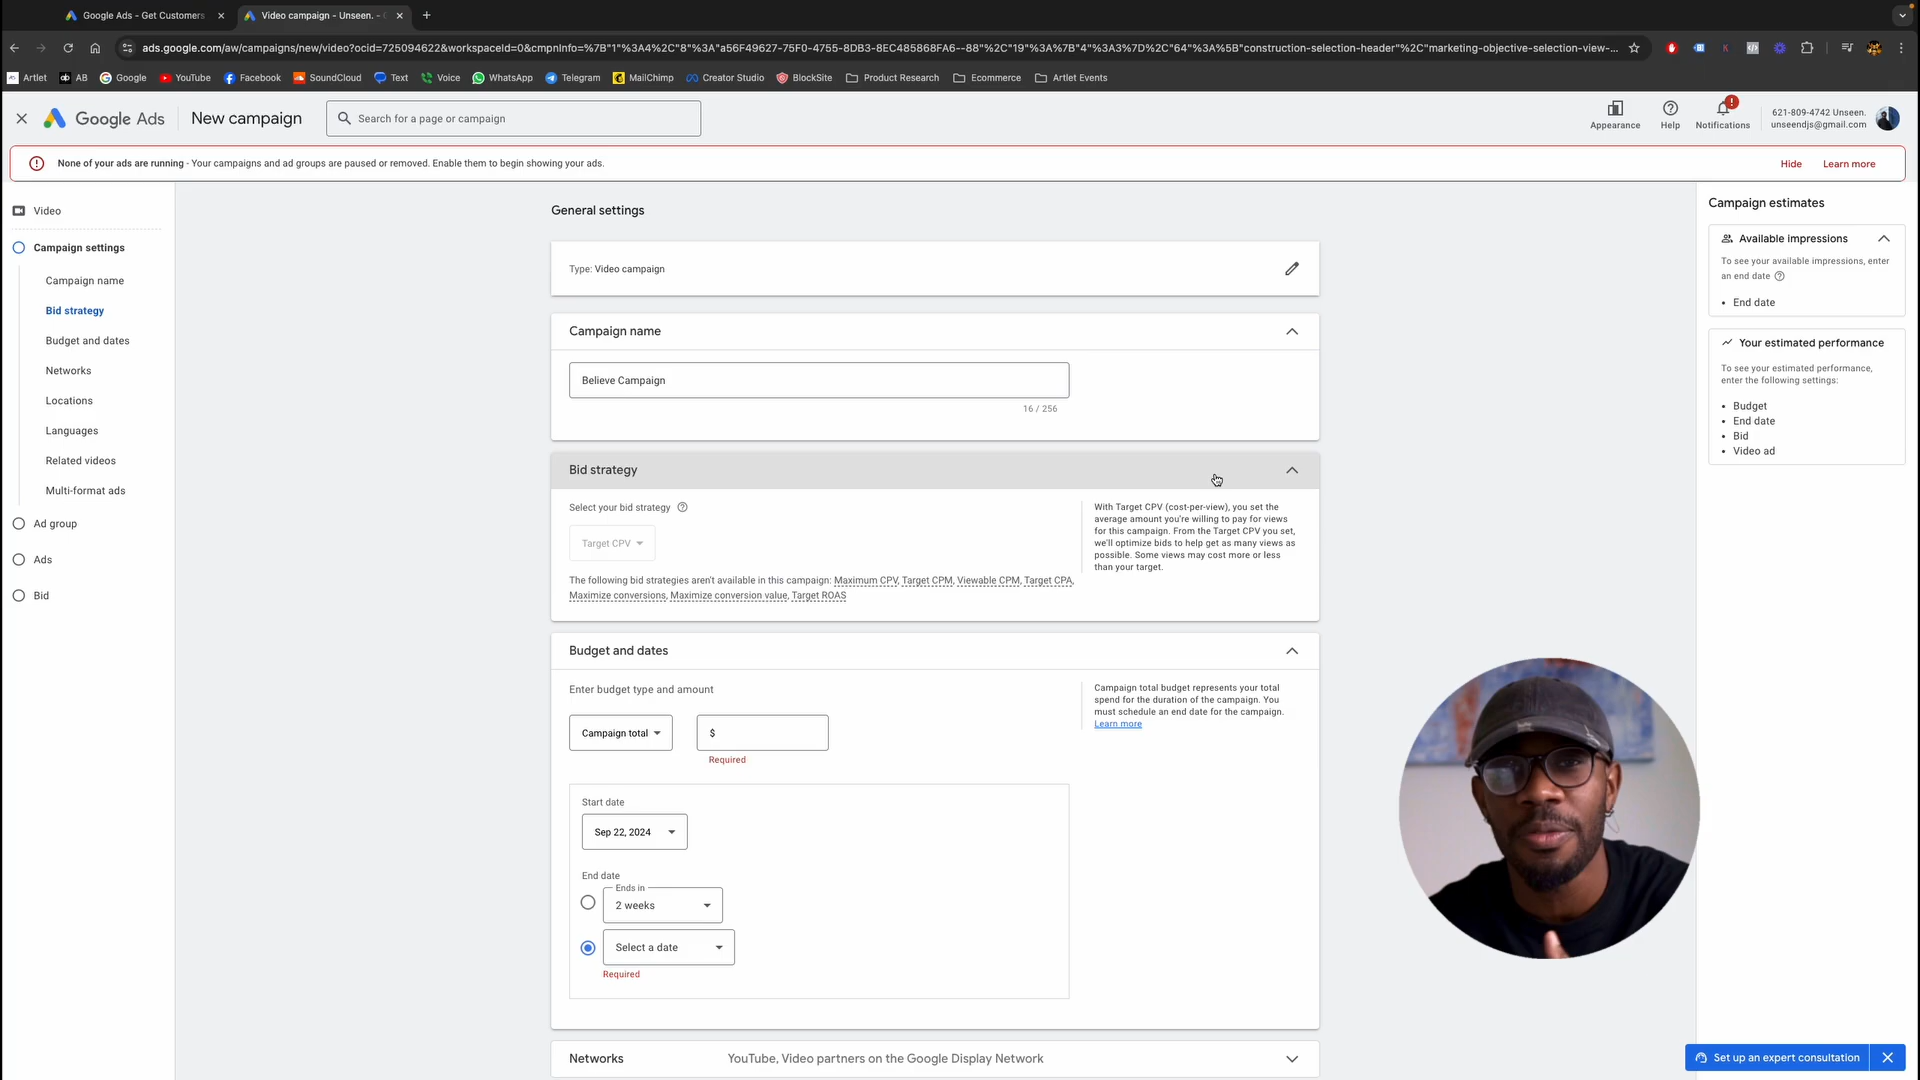 Google Ads - Get Customers
Video campaign - Unseen. -
ads.google.com/aw/campaigns/new/video?ocid=725094622&workspaceId=0&cmpnInfo=%7B"1"%3A4%2C"8"%3A"a56F49627-75F0-4755-8DB3-8EC485868FA6--88"%2C"19"%3A%7B"4"%3A3%7D%2C"64"%3A%5B"construction-selection-header"%2C"marketing-objective-selection-view-...
Artlet
AB
Google
YouTube
Facebook
SoundCloud
Text
Voice
WhatsApp
Telegram
MailChimp
Creator Studio
BlockSite
Product Research
Ecommerce
Artlet Events
Google Ads
New campaign
Search for a page or campaign
Appearance
Help
Notifications
621-809-4742 Unseen.
unseendjs@gmail.com
None of your ads are running - Your campaigns and ad groups are paused or removed. Enable them to begin showing your ads.
Hide
Learn more
Video
Campaign settings
Campaign name
Bid strategy
Budget and dates
Networks
Locations
Languages
Related videos
Multi-format ads
Ad group
Ads
Bid
General settings
Type: Video campaign
Campaign name
Believe Campaign
16 / 256
Bid strategy
Select your bid strategy
Target CPV
The following bid strategies aren't available in this campaign: Maximum CPV, Target CPM, Viewable CPM, Target CPA,
Maximize conversions, Maximize conversion value, Target ROAS
With Target CPV (cost-per-view), you set the
average amount you're willing to pay for views
for this campaign. From the Target CPV you set,
we'll optimize bids to help get as many views as
possible. Some views may cost more or less
than your target.
Budget and dates
Enter budget type and amount
Campaign total
$
Required
Campaign total budget represents your total
spend for the duration of the campaign. You
must schedule an end date for the campaign.
Learn more
Start date
Sep 22, 2024
End date
Ends in
2 weeks
Select a date
Required
Networks
YouTube, Video partners on the Google Display Network
Campaign estimates
Available impressions
To see your available impressions, enter
an end date
• End date
Your estimated performance
To see your estimated performance,
enter the following settings:
• Budget
• End date
• Bid
• Video ad
Set up an expert consultation